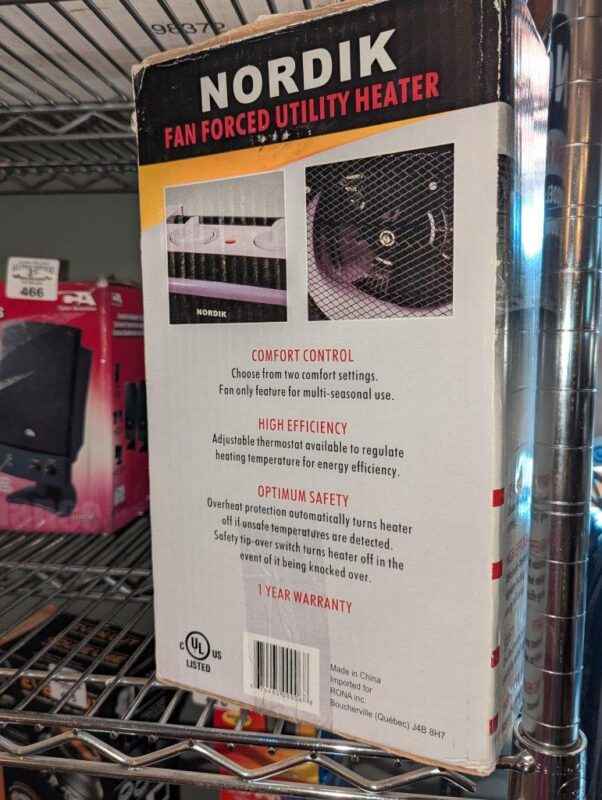 98372
NORDIK
FAN FORCED UTILITY HEATER
NORDIK
COMFORT CONTROL
Choose from two comfort settings.
Fan only feature for multi-seasonal use.
HIGH EFFICIENCY
Adjustable thermostat available to regulate
heating temperature for energy efficiency.
OPTIMUM SAFETY
Overheat protection automatically turns heater
off if unsafe temperatures are detected.
Safety tip-over switch turns heater off in the
event of it being knocked over.
1 YEAR WARRANTY
C UL US
LISTED
Made in China
Imported for
RONA inc.
Boucherville (Québec) J4B 8H7
466
CA